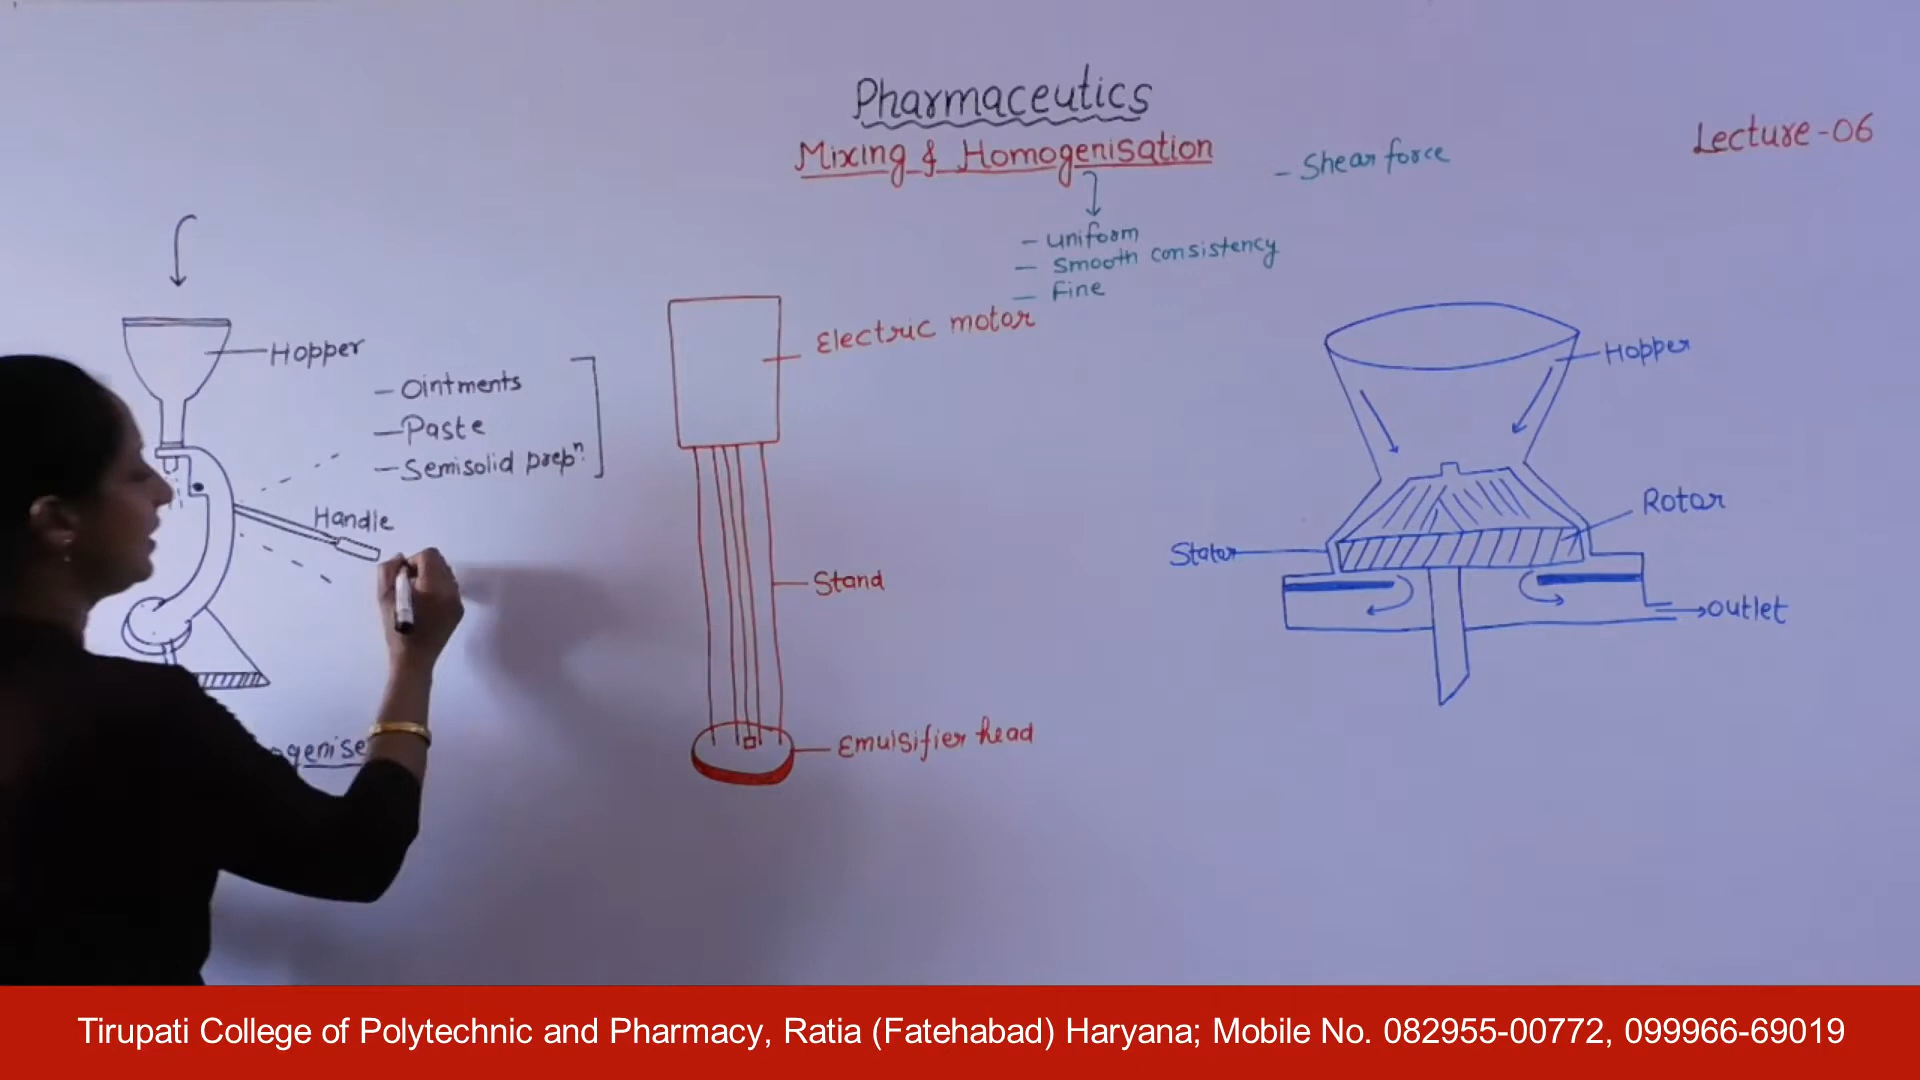 Pharmaceutics
Mixing & Homogenisation
- Shear force
Lecture-06
- uniform
- Smooth consistency
- Fine
Hopper
- Ointments
- Paste
- Semisolid prepn.
Handle
Electric motor
Stand
Emulsifier head
Hopper
Rotor
Stator
outlet
Tirupati College of Polytechnic and Pharmacy, Ratia (Fatehabad) Haryana; Mobile No. 082955-00772, 099966-69019